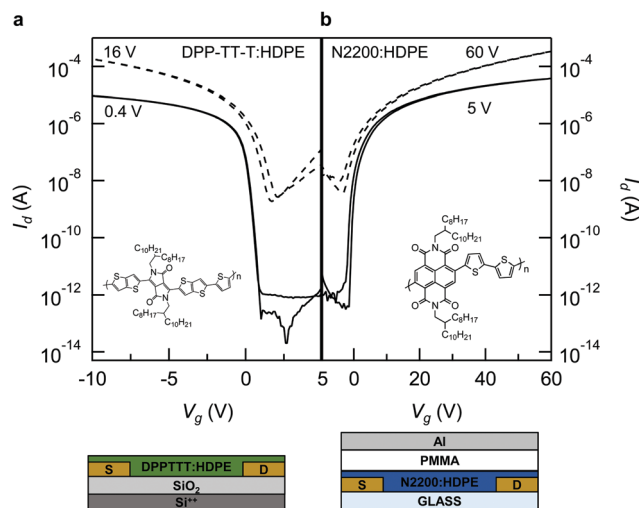 a
b
16 V
DPP-TT-T:HDPE
N2200:HDPE
60 V
0.4 V
5 V
10⁻⁴
10⁻⁶
10⁻⁸
10⁻¹⁰
10⁻¹²
10⁻¹⁴
I_d (A)
10⁻⁴
10⁻⁶
10⁻⁸
10⁻¹⁰
10⁻¹²
10⁻¹⁴
I_d (A)
C₁₀H₂₁
C₈H₁₇
N
O
S
S
S
S
S
n
O
N
C₈H₁₇
C₁₀H₂₁
C₈H₁₇
C₁₀H₂₁
O
N
O
S
S
n
O
N
O
C₈H₁₇
C₁₀H₂₁
-10
-5
0
5
0
20
40
60
V_g (V)
V_g (V)
S
DPPTTT:HDPE
D
SiO₂
Si⁺⁺
Al
PMMA
S
N2200:HDPE
D
GLASS